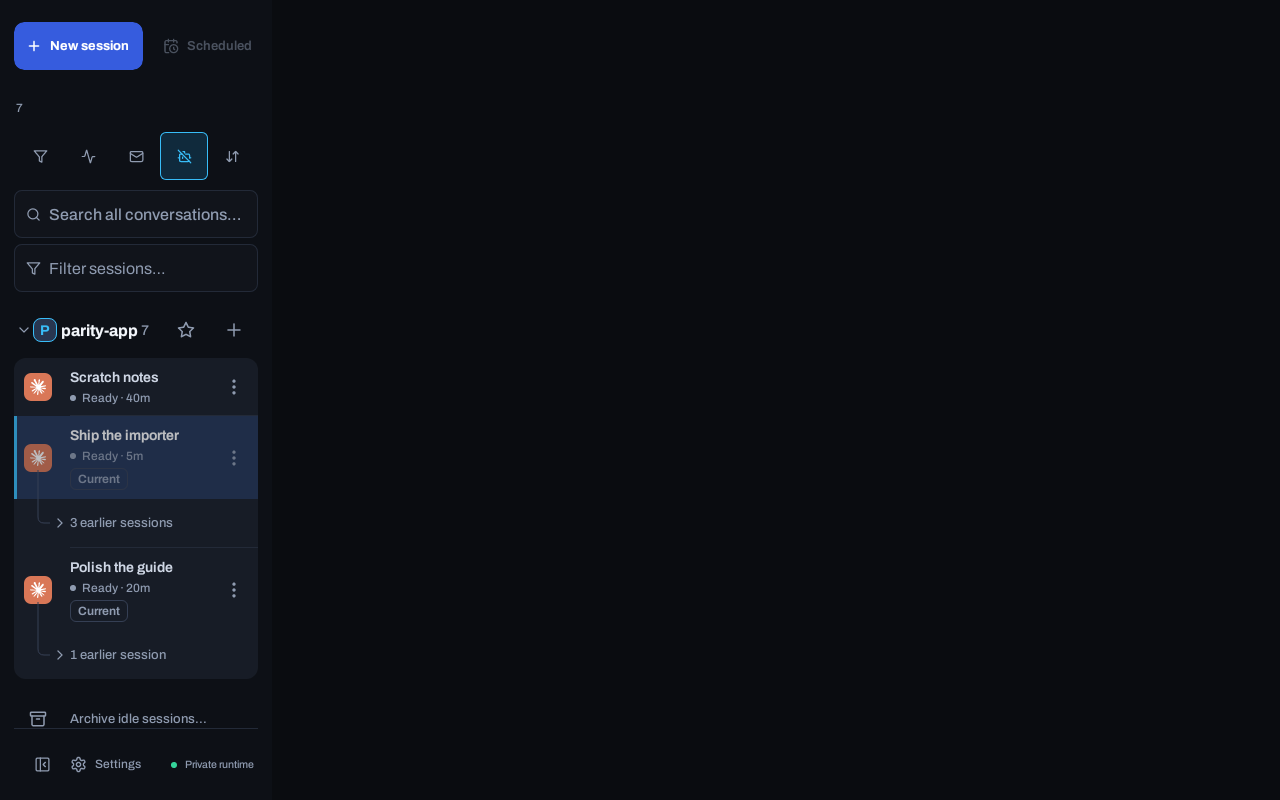 New session
Scheduled
7
Search all conversations...
Filter sessions...
P
parity-app 7
Scratch notes
Ready · 40m
Ship the importer
Ready · 5m
Current
3 earlier sessions
Polish the guide
Ready · 20m
Current
1 earlier session
Archive idle sessions...
Settings
Private runtime